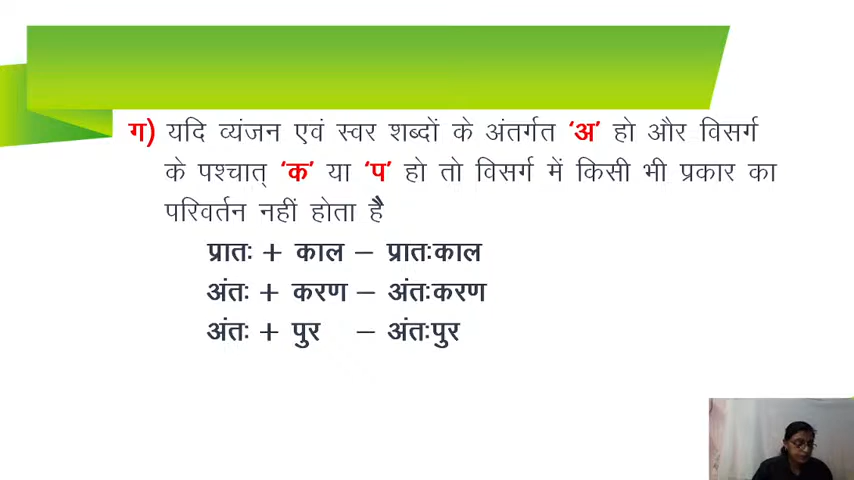 ग) यदि व्यंजन एवं स्वर शब्दों के अंतर्गत ‘अ’ हो और विसर्ग
के पश्चात् ‘क’ या ‘प’ हो तो विसर्ग में किसी भी प्रकार का
परिवर्तन नहीं होता है
प्रातः + काल – प्रातःकाल
अंतः + करण – अंतःकरण
अंतः + पुर – अंतःपुर